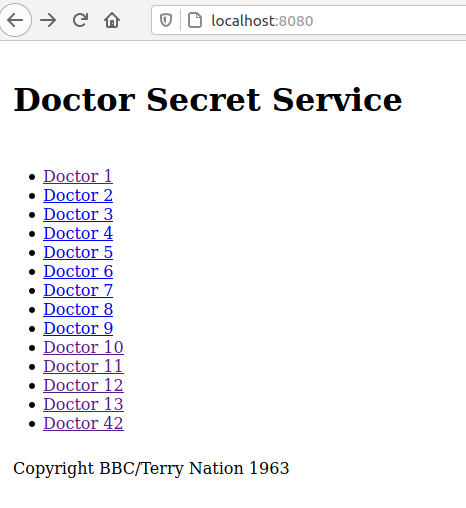 localhost:8080
Doctor Secret Service
Doctor 1
Doctor 2
Doctor 3
Doctor 4
Doctor 5
Doctor 6
Doctor 7
Doctor 8
Doctor 9
Doctor 10
Doctor 11
Doctor 12
Doctor 13
Doctor 42
Copyright BBC/Terry Nation 1963